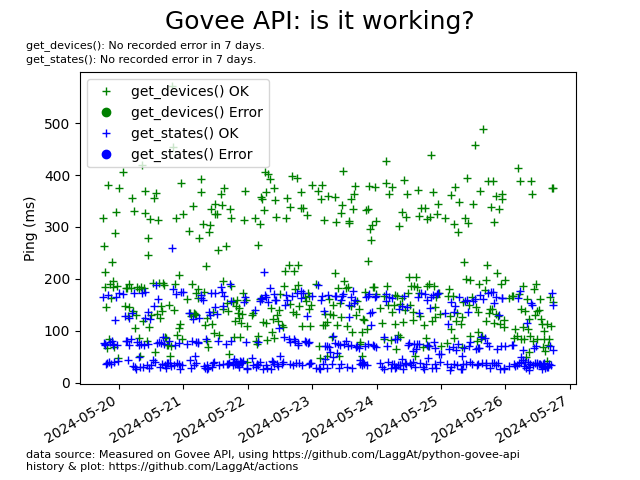 Govee API: is it working?
get_devices(): No recorded error in 7 days.
get_states(): No recorded error in 7 days.
get_devices() OK
get_devices() Error
get_states() OK
get_states() Error
Ping (ms)
500
400
300
200
100
0
2024-05-20
2024-05-21
2024-05-22
2024-05-23
2024-05-24
2024-05-25
2024-05-26
2024-05-27
data source: Measured on Govee API, using https://github.com/LaggAt/python-govee-api
history & plot: https://github.com/LaggAt/actions